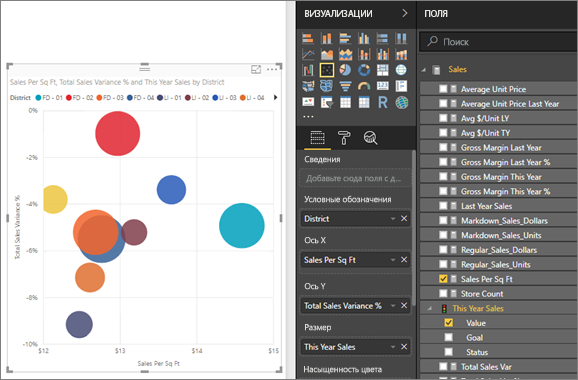 Sales Per Sq Ft, Total Sales Variance % and This Year Sales by District
District FD - 01 FD - 02 FD - 03 FD - 04 LI - 01 LI - 02 LI - 03 LI - 04
0%
-2%
-4%
-6%
-8%
-10%
Total Sales Variance %
$12 $13 $14 $15
Sales Per Sq Ft
ВИЗУАЛИЗАЦИИ
R
Сведения
Добавьте сюда поля с д...
Условные обозначения
District
Ось X
Sales Per Sq Ft
Ось Y
Total Sales Variance %
Размер
This Year Sales
Насыщенность цвета
ПОЛЯ
Поиск
Sales
Average Unit Price
Average Unit Price Last Year
Avg $/Unit LY
Avg $/Unit TY
Gross Margin Last Year
Gross Margin Last Year %
Gross Margin This Year
Gross Margin This Year %
Last Year Sales
Markdown_Sales_Dollars
Markdown_Sales_Units
Regular_Sales_Dollars
Regular_Sales_Units
Sales Per Sq Ft
Store Count
This Year Sales
Value
Goal
Status
Total Sales Var